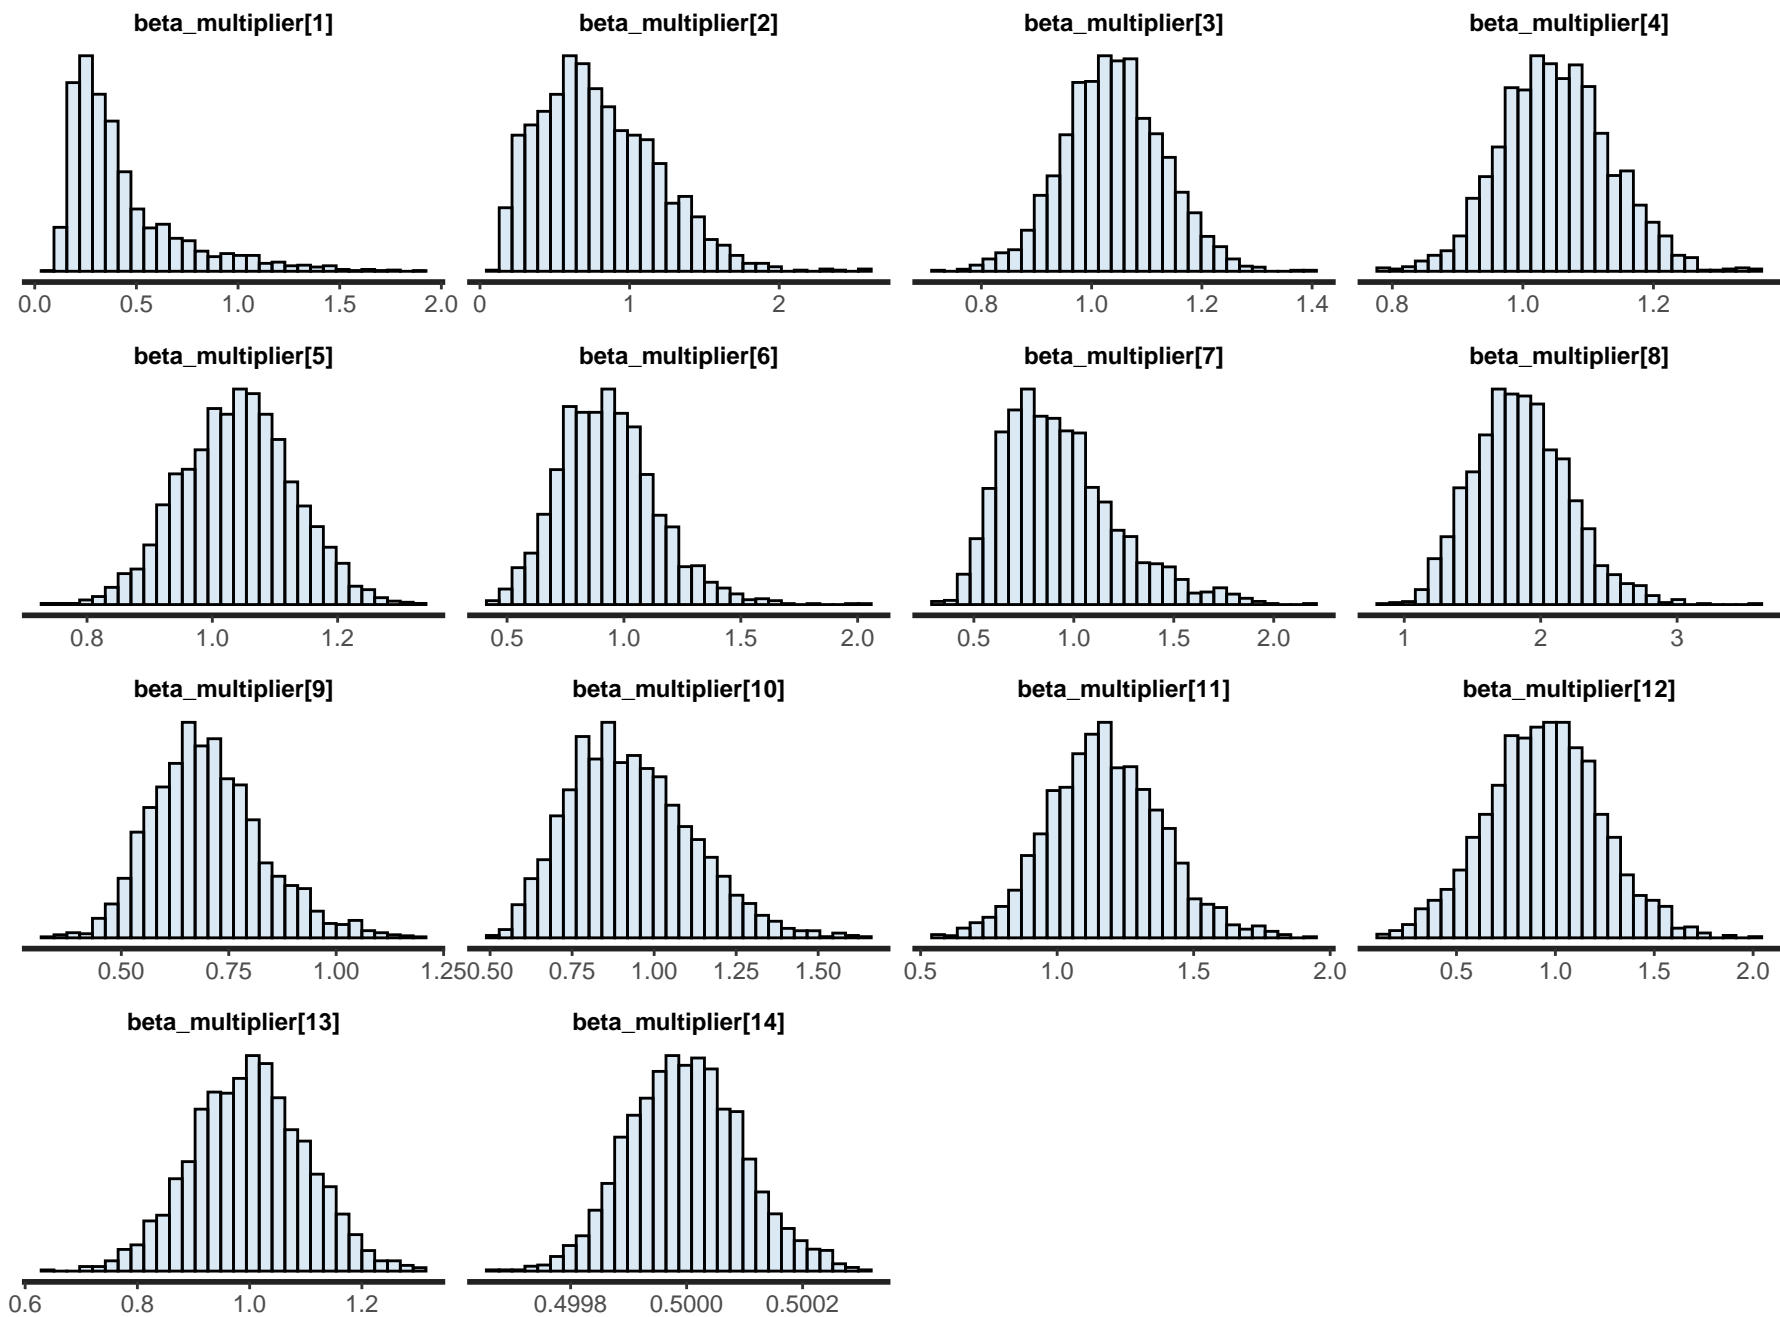 beta_multiplier[1] beta_multiplier[2] beta_multiplier[3] beta_multiplier[4]
0.0 0.5 1.0 1.5 2.0 0 1 2 0.8 1.0 1.2 1.4 0.8 1.0 1.2
beta_multiplier[5] beta_multiplier[6] beta_multiplier[7] beta_multiplier[8]
0.8 1.0 1.2 0.5 1.0 1.5 2.0 0.5 1.0 1.5 2.0 1 2 3
beta_multiplier[9] beta_multiplier[10] beta_multiplier[11] beta_multiplier[12]
0.50 0.75 1.00 1.25 0.50 0.75 1.00 1.25 1.50 0.5 1.0 1.5 2.0 0.5 1.0 1.5 2.0
beta_multiplier[13] beta_multiplier[14]
0.6 0.8 1.0 1.2 0.4998 0.5000 0.5002